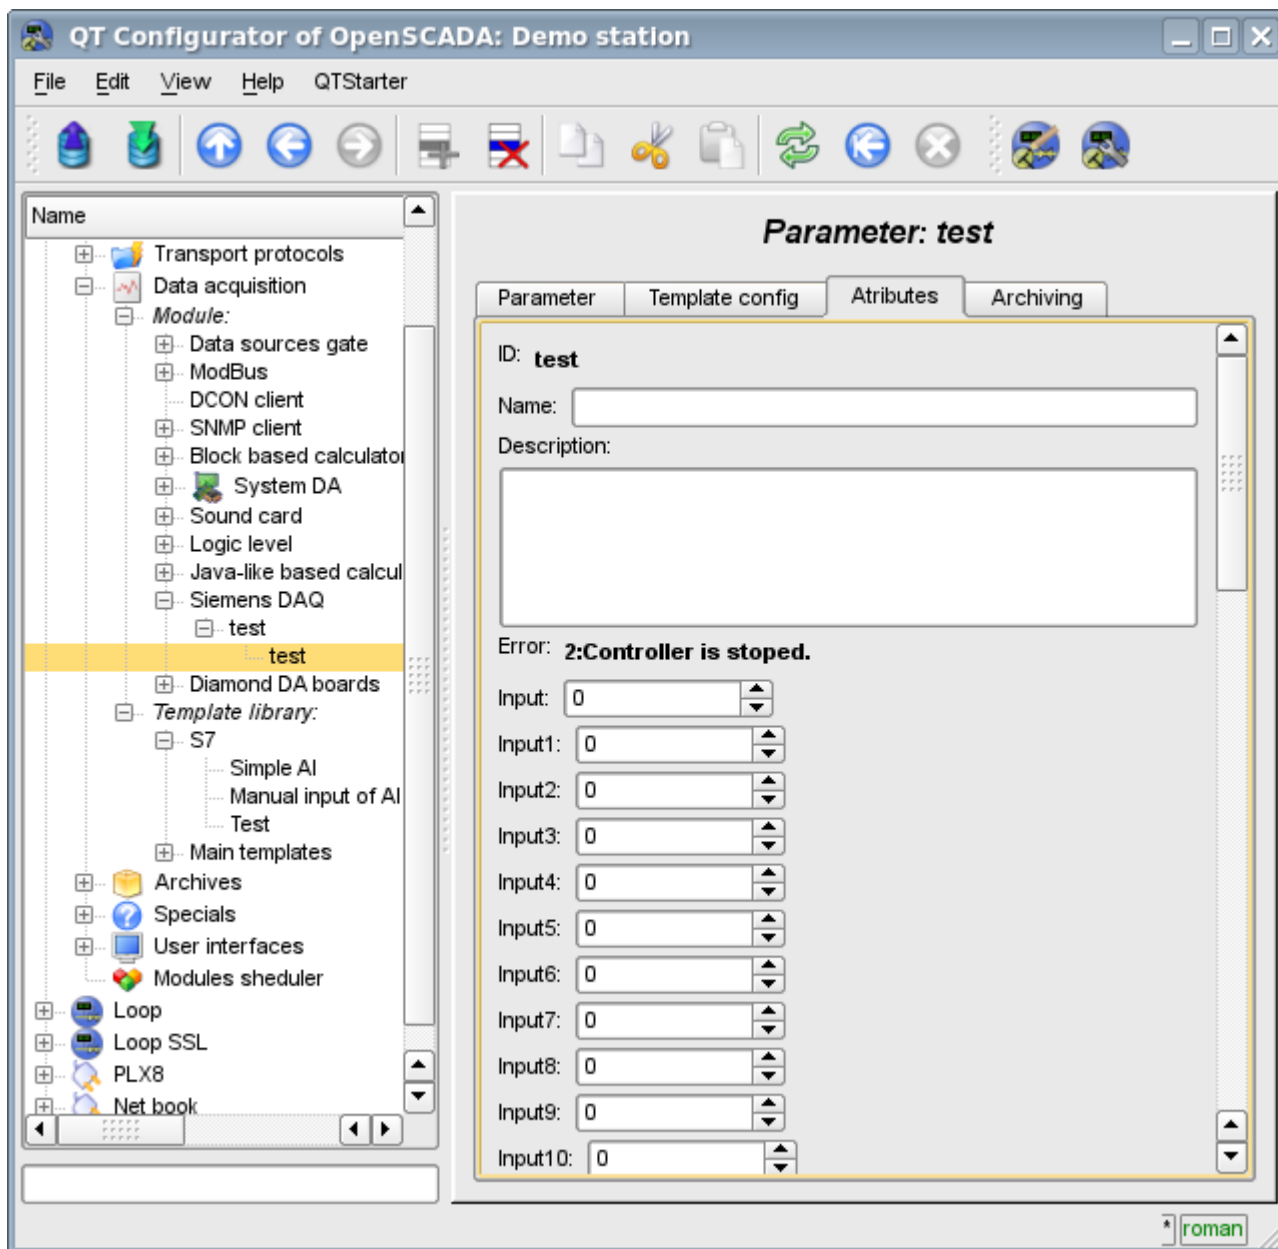 QT Configurator of OpenSCADA: Demo station
File Edit View Help QTStarter
Name
Transport protocols
Data acquisition
Module:
Data sources gate
ModBus
DCON client
SNMP client
Block based calculator
System DA
Sound card
Logic level
Java-like based calcul
Siemens DAQ
test
test
Diamond DA boards
Template library:
S7
Simple AI
Manual input of AI
Test
Main templates
Archives
Specials
User interfaces
Modules sheduler
Loop
Loop SSL
PLX8
Net book
Parameter: test
Parameter Template config Atributes Archiving
ID: test
Name:
Description:
Error: 2:Controller is stoped.
Input: 0
Input1: 0
Input2: 0
Input3: 0
Input4: 0
Input5: 0
Input6: 0
Input7: 0
Input8: 0
Input9: 0
Input10: 0
* roman